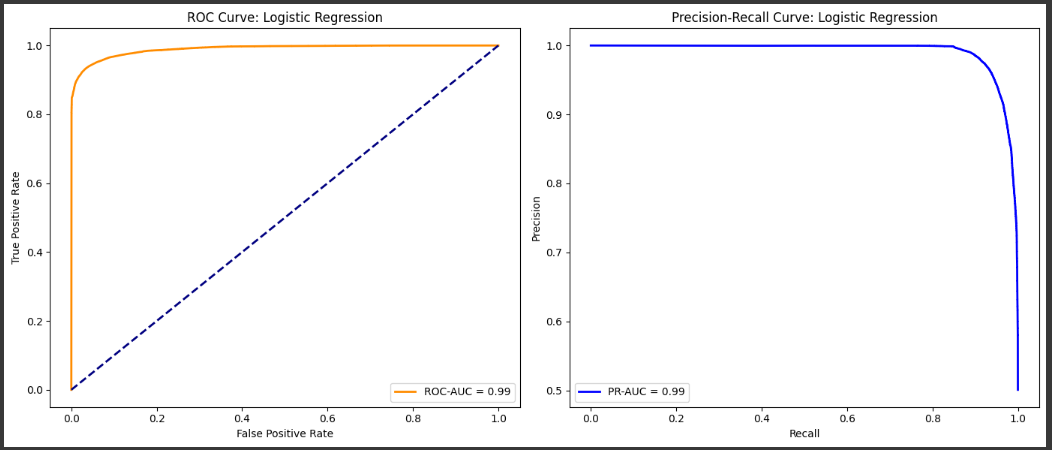 ROC Curve: Logistic Regression
True Positive Rate
1.0
0.8
0.6
0.4
0.2
0.0
0.0 0.2 0.4 0.6 0.8 1.0
False Positive Rate
ROC-AUC = 0.99
Precision-Recall Curve: Logistic Regression
Precision
1.0
0.9
0.8
0.7
0.6
0.5
0.0 0.2 0.4 0.6 0.8 1.0
Recall
PR-AUC = 0.99